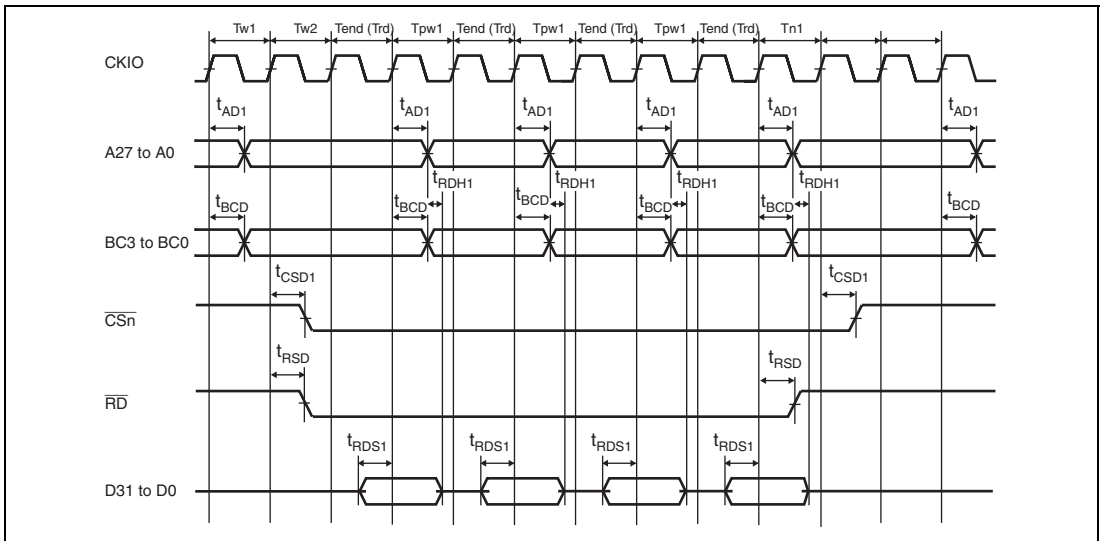 Tw1 Tw2 Tend (Trd) Tpw1 Tend (Trd) Tpw1 Tend (Trd) Tpw1 Tend (Trd) Tn1
CKIO
tAD1 tAD1 tAD1 tAD1 tAD1 tAD1
A27 to A0
tRDH1 tRDH1 tRDH1 tRDH1
tBCD tBCD tBCD tBCD tBCD tBCD
BC3 to BC0
tCSD1 tCSD1
CSn
tRSD tRSD
RD
tRDS1 tRDS1 tRDS1 tRDS1
D31 to D0